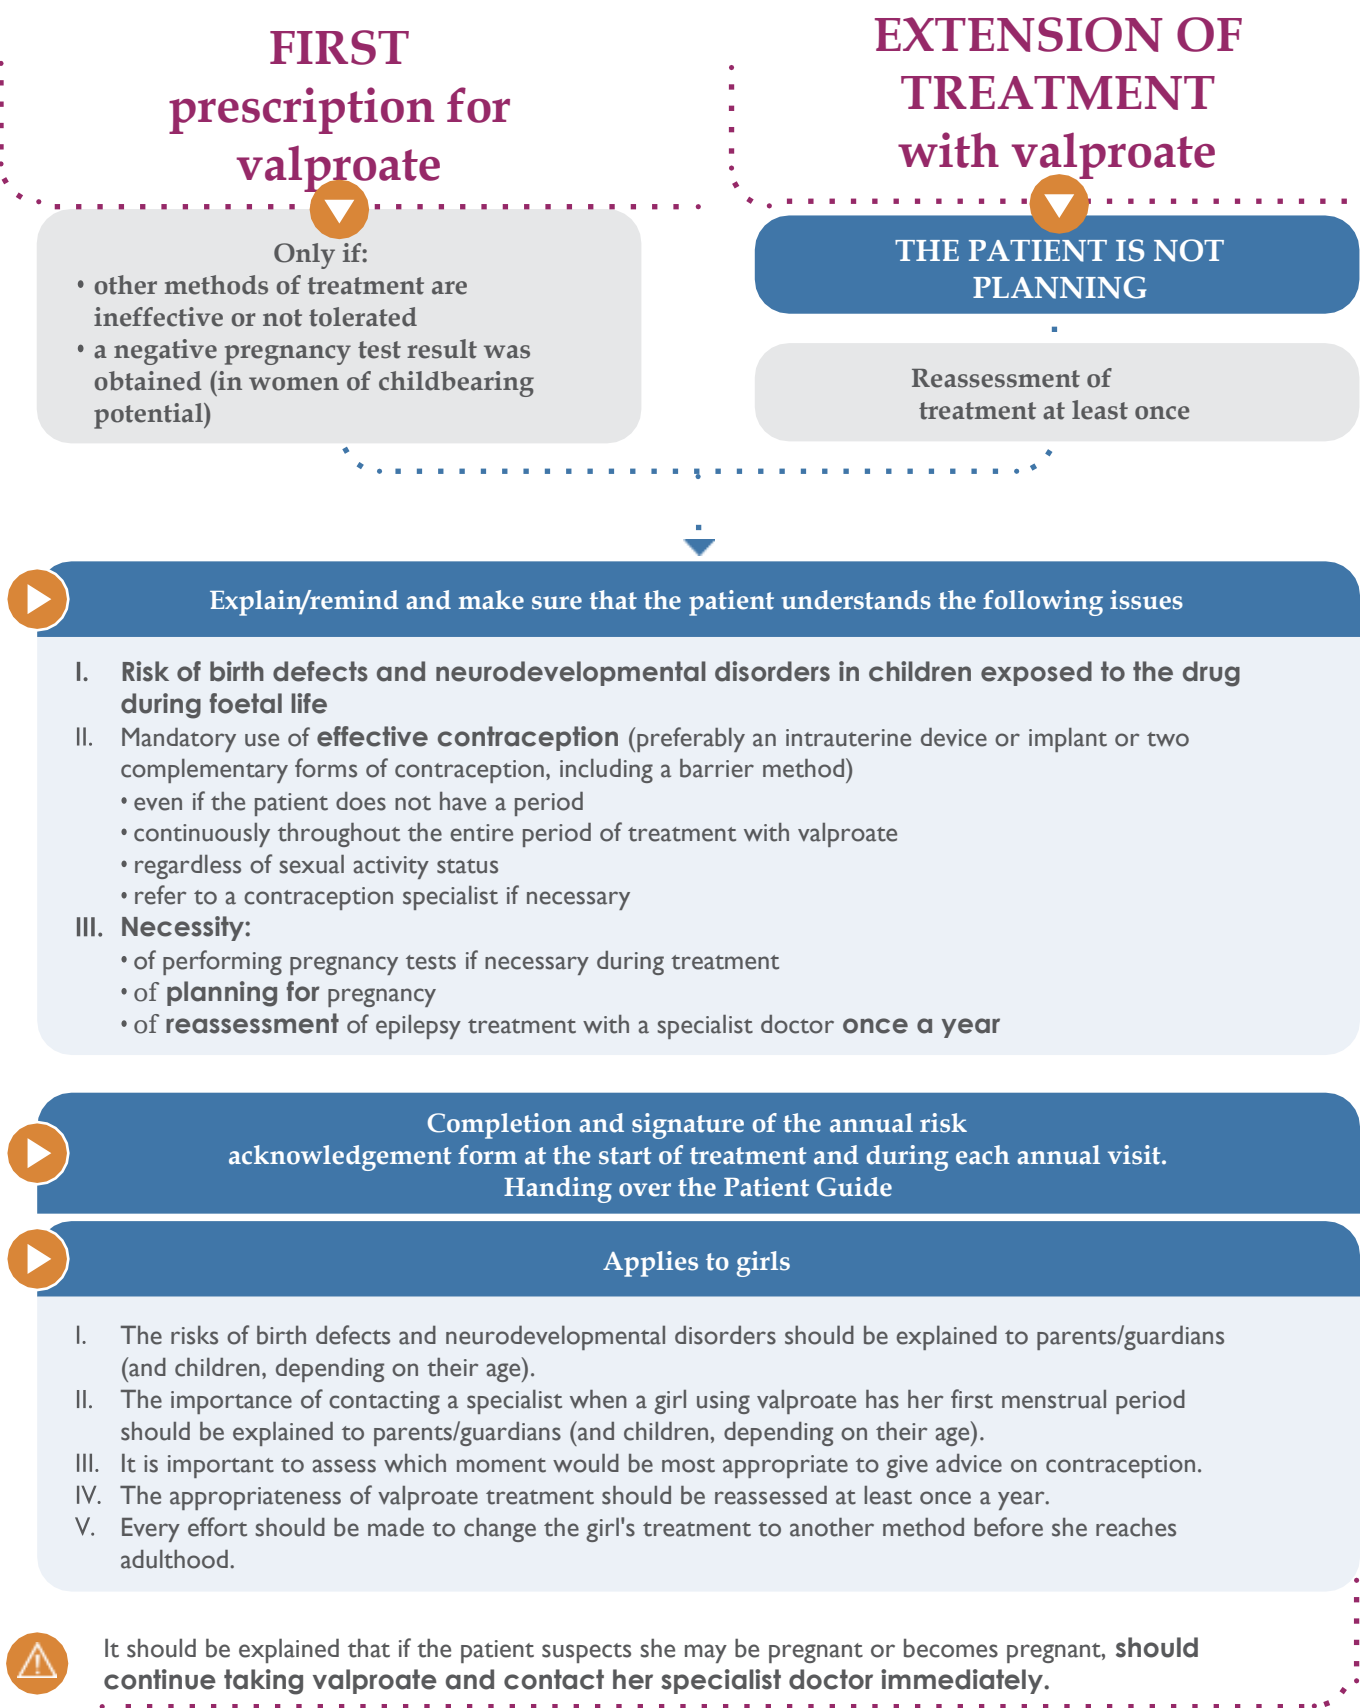 FIRST
prescription for
valproate
Only if:
• other methods of treatment are
ineffective or not tolerated
• a negative pregnancy test result was
obtained (in women of childbearing
potential)
EXTENSION OF
TREATMENT
with valproate
THE PATIENT IS NOT
PLANNING
Reassessment of
treatment at least once
Explain/remind and make sure that the patient understands the following issues
I. Risk of birth defects and neurodevelopmental disorders in children exposed to the drug
during foetal life
II. Mandatory use of effective contraception (preferably an intrauterine device or implant or two
complementary forms of contraception, including a barrier method)
• even if the patient does not have a period
• continuously throughout the entire period of treatment with valproate
• regardless of sexual activity status
• refer to a contraception specialist if necessary
III. Necessity:
• of performing pregnancy tests if necessary during treatment
• of planning for pregnancy
• of reassessment of epilepsy treatment with a specialist doctor once a year
Completion and signature of the annual risk
acknowledgement form at the start of treatment and during each annual visit.
Handing over the Patient Guide
Applies to girls
I. The risks of birth defects and neurodevelopmental disorders should be explained to parents/guardians
(and children, depending on their age).
II. The importance of contacting a specialist when a girl using valproate has her first menstrual period
should be explained to parents/guardians (and children, depending on their age).
III. It is important to assess which moment would be most appropriate to give advice on contraception.
IV. The appropriateness of valproate treatment should be reassessed at least once a year.
V. Every effort should be made to change the girl's treatment to another method before she reaches
adulthood.
It should be explained that if the patient suspects she may be pregnant or becomes pregnant, should
continue taking valproate and contact her specialist doctor immediately.